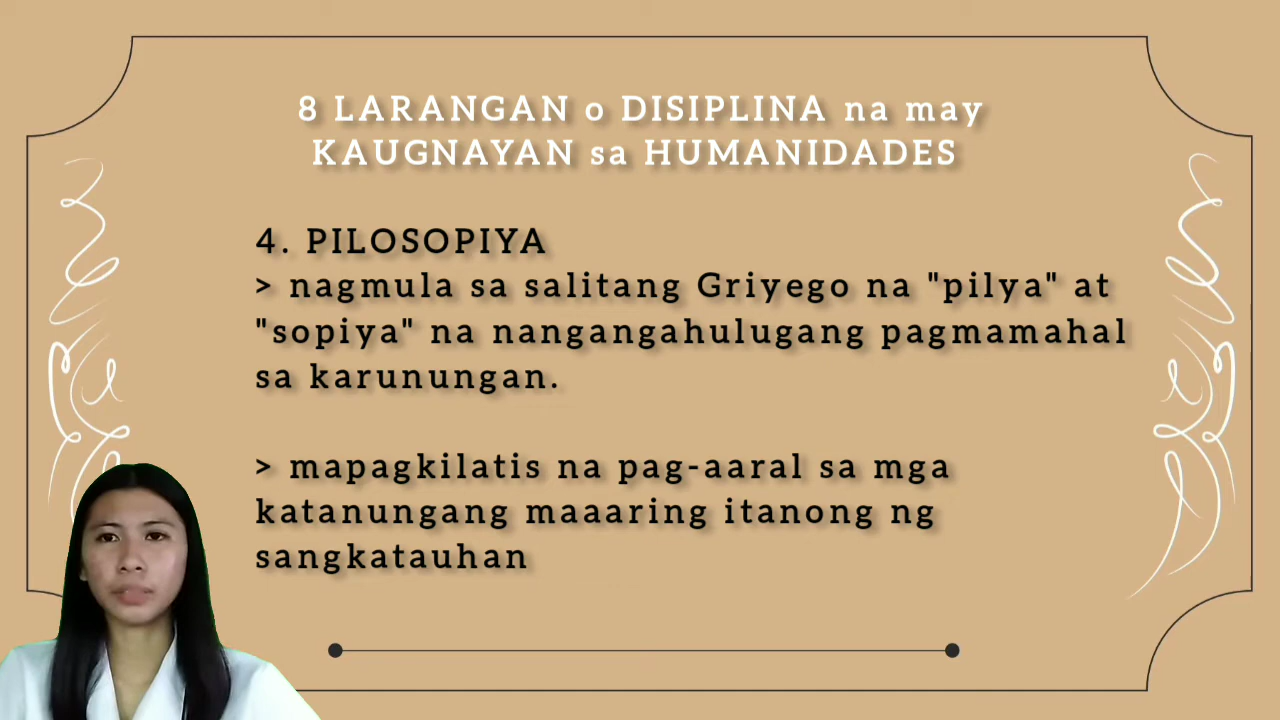 8 LARANGAN o DISIPLINA na may
KAUGNAYAN sa HUMANIDADES
4. PILOSOPIYA
> nagmula sa salitang Griyego na "pilya" at
"sopiya" na nangangahulugang pagmamahal
sa karunungan.
> mapagkilatis na pag-aaral sa mga
katanungang maaaring itanong ng
sangkatauhan